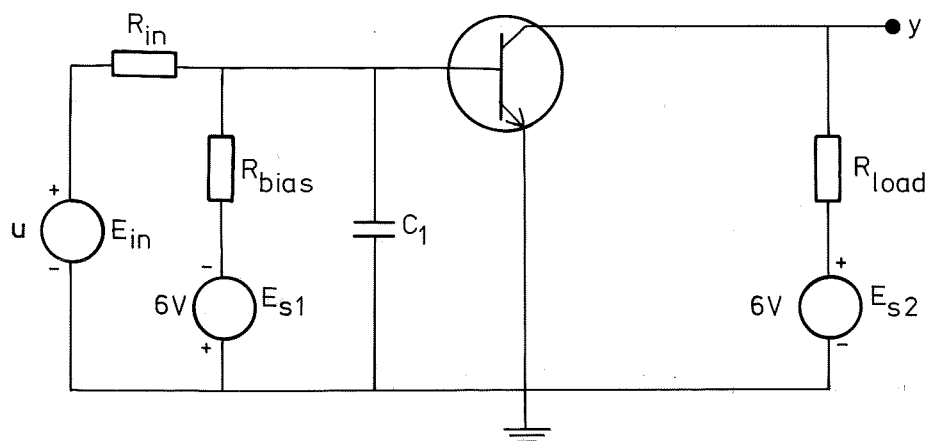 R_in
y
R_bias
R_load
+
u
E_in
-
C_1
-
6V
E_s1
+
+
6V
E_s2
-